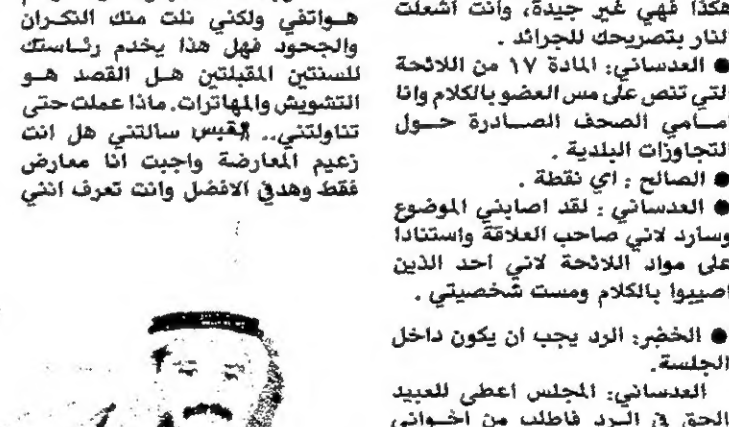 هكذا فهي غير جيدة، وانت اشعلت
النار بتصريحك للجرائد .
● العدساني: المادة ١٧ من اللائحة
التي تنص على مس العضو بالكلام وانا
امامي الصحف الصادرة حول
التجاوزات البلدية .
● الصالح : اي نقطة .
● العدساني : لقد اصابني الموضوع
وسارد لاني صاحب العلاقة واستنادا
على مواد اللائحة لاني احد الذين
اصيبوا بالكلام ومست شخصيتي .
● الخضر: الرد يجب ان يكون داخل
الجلسة.
العدساني: المجلس اعطى للعبيد
الحق في الرد فاطلب من اخواني
هواتفي ولكني نلت منك النكران
والجحود فهل هذا يخدم رئاستك
للسنتين المقبلتين هل القصد هو
التشويش والمهاترات. ماذا عملت حتى
تناولتني.. القبس سالتني هل انت
زعيم المعارضة واجبت انا معارض
فقط وهدفي الافضل وانت تعرف انني